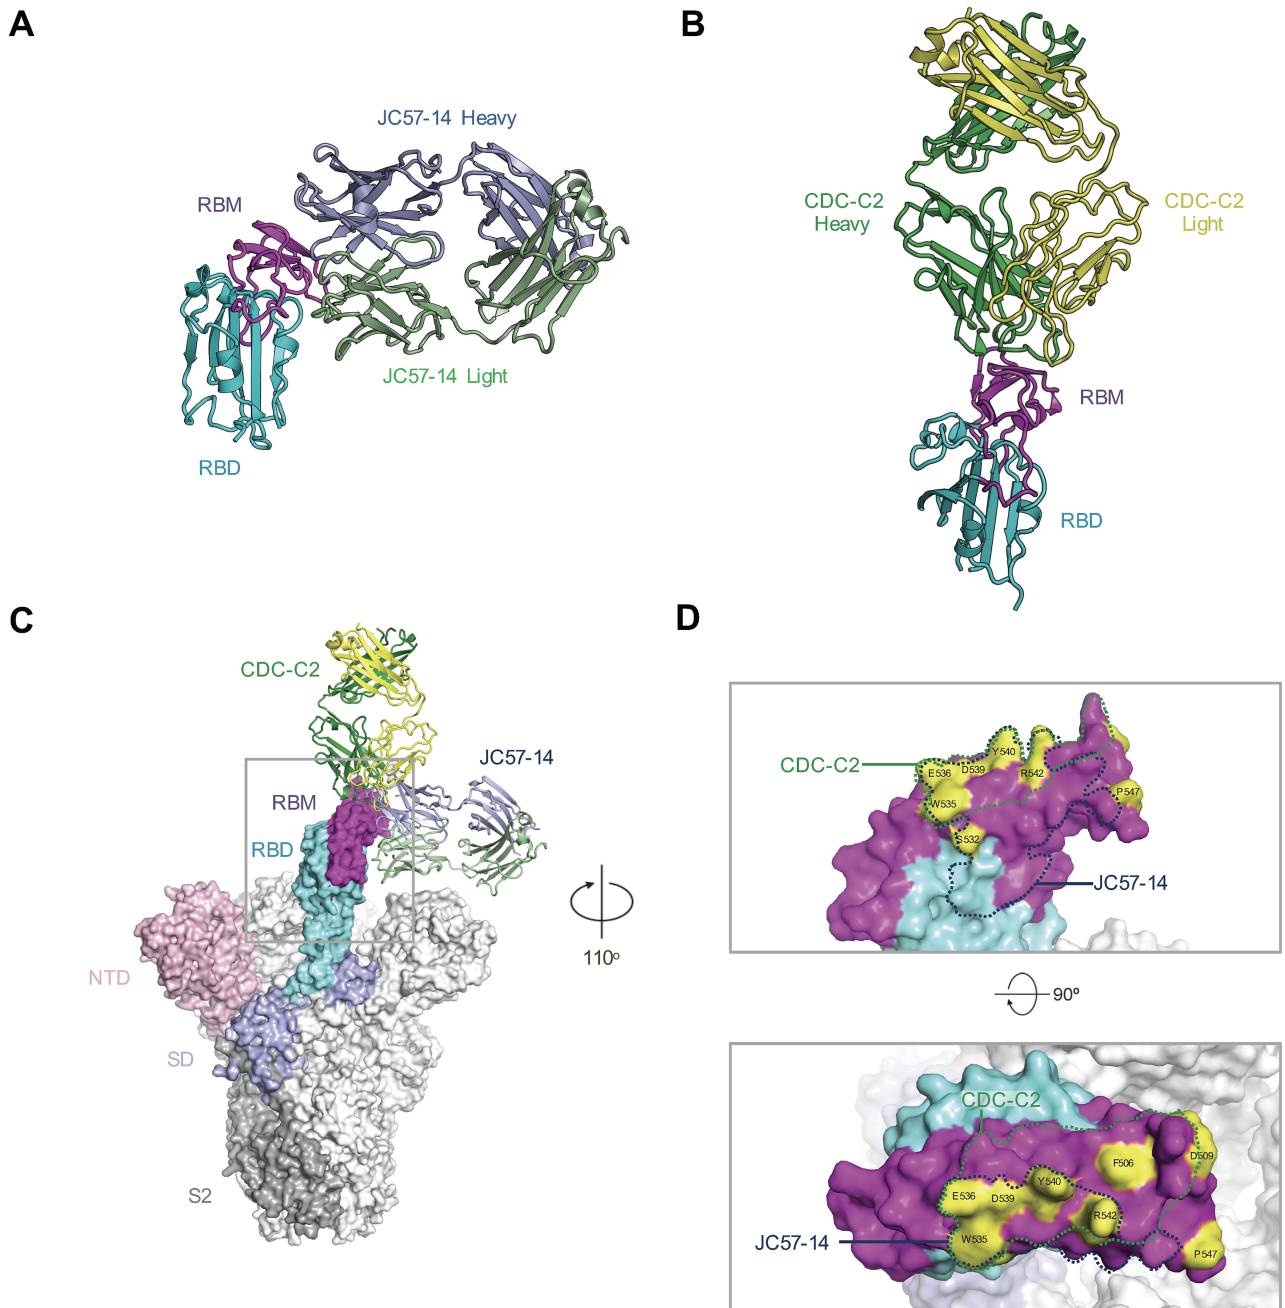 A
B
JC57-14 Heavy
RBM
JC57-14 Light
RBD
CDC-C2
Heavy
CDC-C2
Light
RBM
RBD
C
D
CDC-C2
JC57-14
RBM
RBD
NTD
SD
S2
110°
CDC-C2
Y540
E536
D539
R542
W535
P547
S532
JC57-14
90°
CDC-C2
F506
D509
Y540
E536
D539
R542
W535
JC57-14
P547